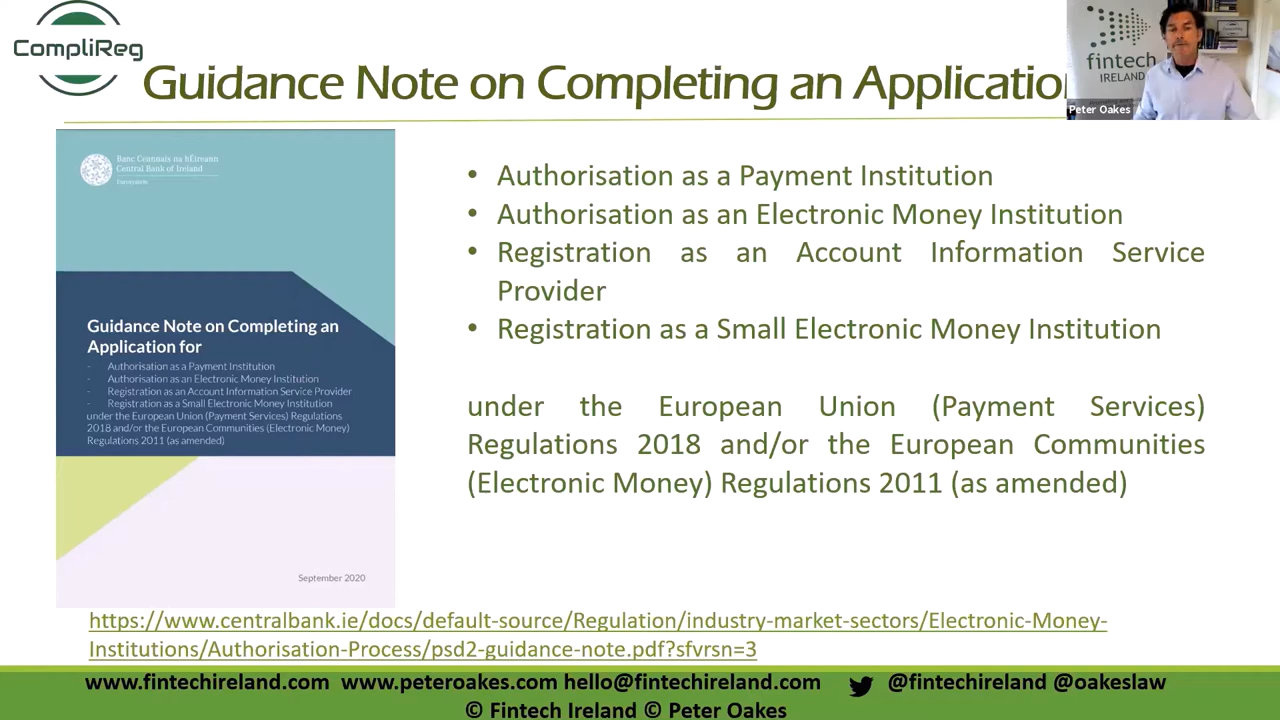 CompliReg
Guidance Note on Completing an Applicatio
fintech
IRELAND
Peter Oakes
Banc Ceannais na hÉireann
Central Bank of Ireland
Eurosystem
Guidance Note on Completing an
Application for
- Authorisation as a Payment Institution
- Authorisation as an Electronic Money Institution
- Registration as an Account Information Service Provider
- Registration as a Small Electronic Money Institution
under the European Union (Payment Services) Regulations
2018 and/or the European Communities (Electronic Money)
Regulations 2011 (as amended)
September 2020
• Authorisation as a Payment Institution
• Authorisation as an Electronic Money Institution
• Registration as an Account Information Service
Provider
• Registration as a Small Electronic Money Institution
under the European Union (Payment Services)
Regulations 2018 and/or the European Communities
(Electronic Money) Regulations 2011 (as amended)
https://www.centralbank.ie/docs/default-source/Regulation/industry-market-sectors/Electronic-Money-
Institutions/Authorisation-Process/psd2-guidance-note.pdf?sfvrsn=3
www.fintechireland.com www.peteroakes.com hello@fintechireland.com @fintechireland @oakeslaw
© Fintech Ireland © Peter Oakes